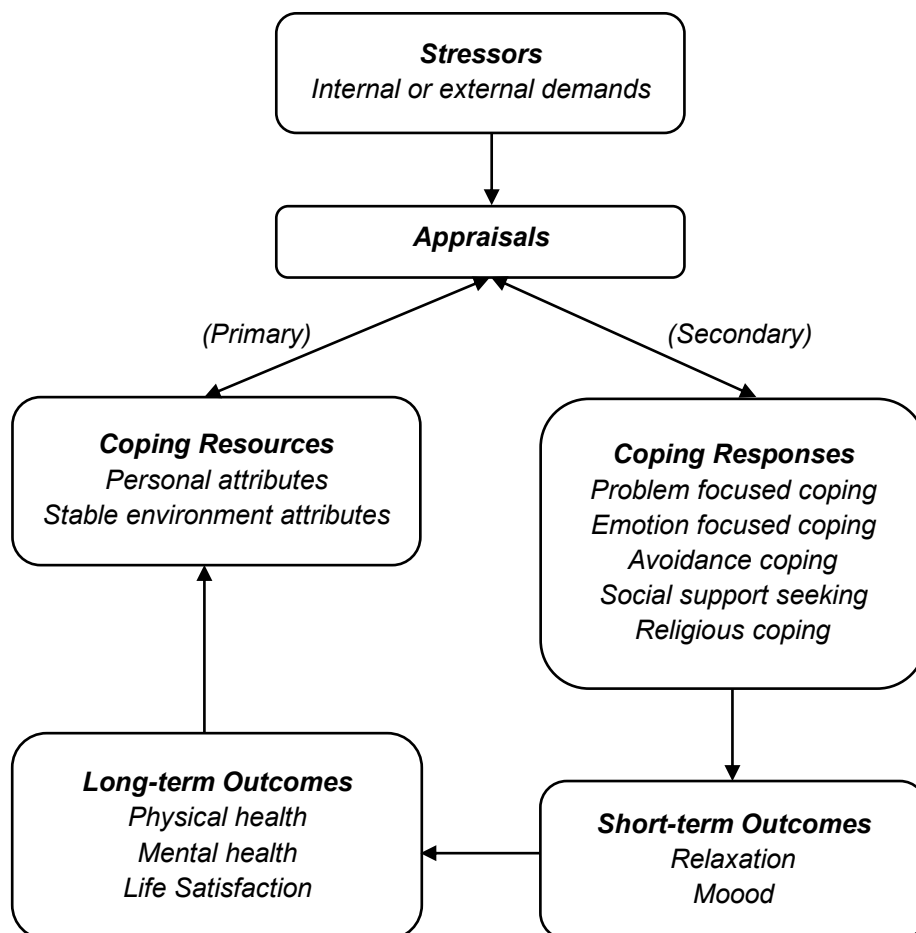 Stressors
Internal or external demands
Appraisals
(Primary)
(Secondary)
Coping Resources
Personal attributes
Stable environment attributes
Coping Responses
Problem focused coping
Emotion focused coping
Avoidance coping
Social support seeking
Religious coping
Long-term Outcomes
Physical health
Mental health
Life Satisfaction
Short-term Outcomes
Relaxation
Moood